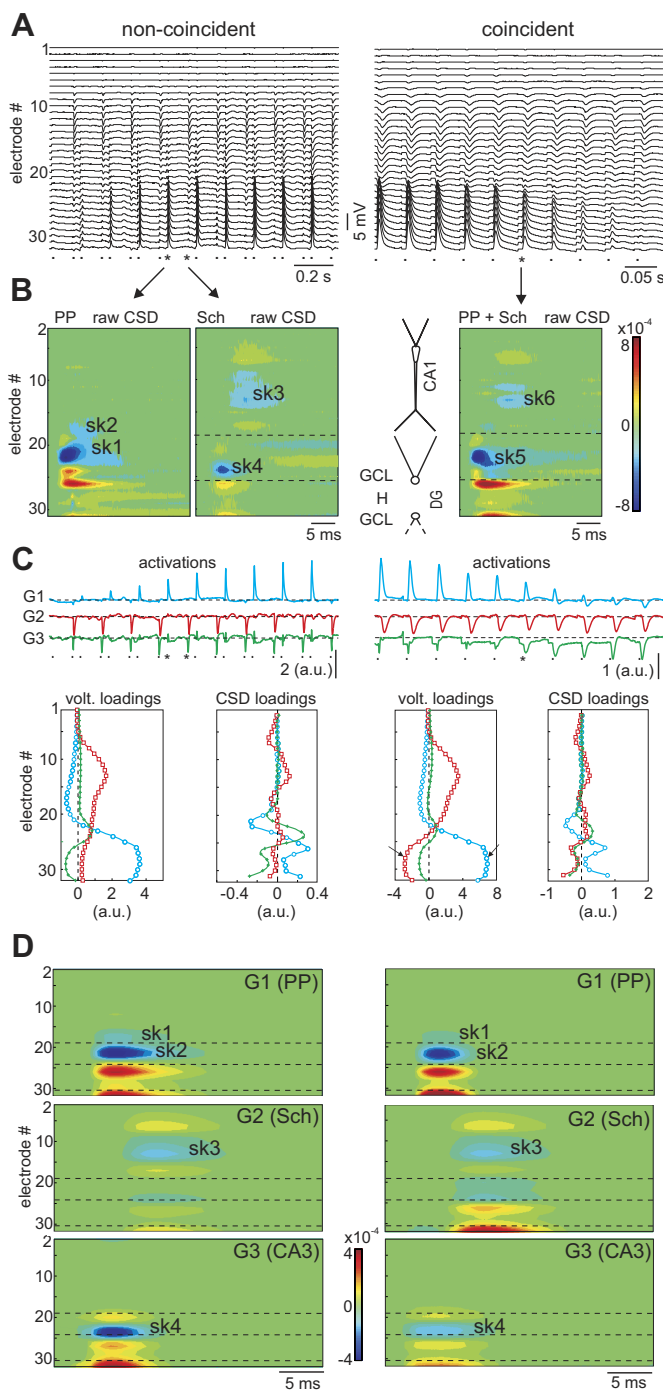 A
non-coincident
coincident
1
10
20
30
electrode #
5 mV
0.2 s
0.05 s
* *
*
B
PP raw CSD
Sch raw CSD
PP + Sch raw CSD
2
10
20
30
electrode #
sk2
sk1
sk3
sk4
CA1
GCL
H
DG
GCL
sk6
sk5
x10⁻⁴
8
0
-8
5 ms
5 ms
C
activations
activations
G1
G2
G3
* *
*
2 (a.u.)
1 (a.u.)
volt. loadings
CSD loadings
volt. loadings
CSD loadings
1
10
20
30
electrode #
0 2 4
-0.4 0 0.4
-4 0 4 8
-1 0 1 2
(a.u.)
(a.u.)
(a.u.)
(a.u.)
D
2
10
20
30
G1 (PP)
sk1
sk2
G1 (PP)
sk1
sk2
2
10
20
30
electrode #
G2 (Sch)
sk3
G2 (Sch)
sk3
2
10
20
30
G3 (CA3)
sk4
x10⁻⁴
4
0
-4
G3 (CA3)
sk4
5 ms
5 ms